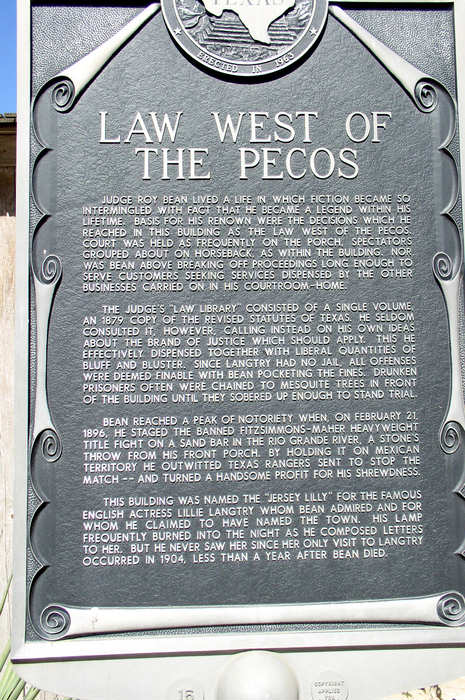 TEXAS
ERECTED IN 1963
LAW WEST OF
THE PECOS
JUDGE ROY BEAN LIVED A LIFE IN WHICH FICTION BECAME SO
INTERMINGLED WITH FACT THAT HE BECAME A LEGEND WITHIN HIS
LIFETIME. BASIS FOR HIS RENOWN WERE THE DECISIONS WHICH HE
REACHED IN THIS BUILDING AS THE LAW WEST OF THE PECOS.
COURT WAS HELD AS FREQUENTLY ON THE PORCH, SPECTATORS
GROUPED ABOUT ON HORSEBACK, AS WITHIN THE BUILDING. NOR
WAS BEAN ABOVE BREAKING OFF PROCEEDINGS LONG ENOUGH TO
SERVE CUSTOMERS SEEKING SERVICES DISPENSED BY THE OTHER
BUSINESSES CARRIED ON IN HIS COURTROOM-HOME.
THE JUDGE'S "LAW LIBRARY" CONSISTED OF A SINGLE VOLUME,
AN 1879 COPY OF THE REVISED STATUTES OF TEXAS. HE SELDOM
CONSULTED IT, HOWEVER, CALLING INSTEAD ON HIS OWN IDEAS
ABOUT THE BRAND OF JUSTICE WHICH SHOULD APPLY. THIS HE
EFFECTIVELY DISPENSED TOGETHER WITH LIBERAL QUANTITIES OF
BLUFF AND BLUSTER. SINCE LANGTRY HAD NO JAIL, ALL OFFENSES
WERE DEEMED FINABLE WITH BEAN POCKETING THE FINES. DRUNKEN
PRISONERS OFTEN WERE CHAINED TO MESQUITE TREES IN FRONT
OF THE BUILDING UNTIL THEY SOBERED UP ENOUGH TO STAND TRIAL.
BEAN REACHED A PEAK OF NOTORIETY WHEN, ON FEBRUARY 21,
1896, HE STAGED THE BANNED FITZSIMMONS-MAHER HEAVYWEIGHT
TITLE FIGHT ON A SAND BAR IN THE RIO GRANDE RIVER, A STONE'S
THROW FROM HIS FRONT PORCH. BY HOLDING IT ON MEXICAN
TERRITORY HE OUTWITTED TEXAS RANGERS SENT TO STOP THE
MATCH -- AND TURNED A HANDSOME PROFIT FOR HIS SHREWDNESS.
THIS BUILDING WAS NAMED THE "JERSEY LILLY" FOR THE FAMOUS
ENGLISH ACTRESS LILLIE LANGTRY WHOM BEAN ADMIRED AND FOR
WHOM HE CLAIMED TO HAVE NAMED THE TOWN. HIS LAMP
FREQUENTLY BURNED INTO THE NIGHT AS HE COMPOSED LETTERS
TO HER. BUT HE NEVER SAW HER SINCE HER ONLY VISIT TO LANGTRY
OCCURRED IN 1904, LESS THAN A YEAR AFTER BEAN DIED.
COPYRIGHT
APPLIED
FOR